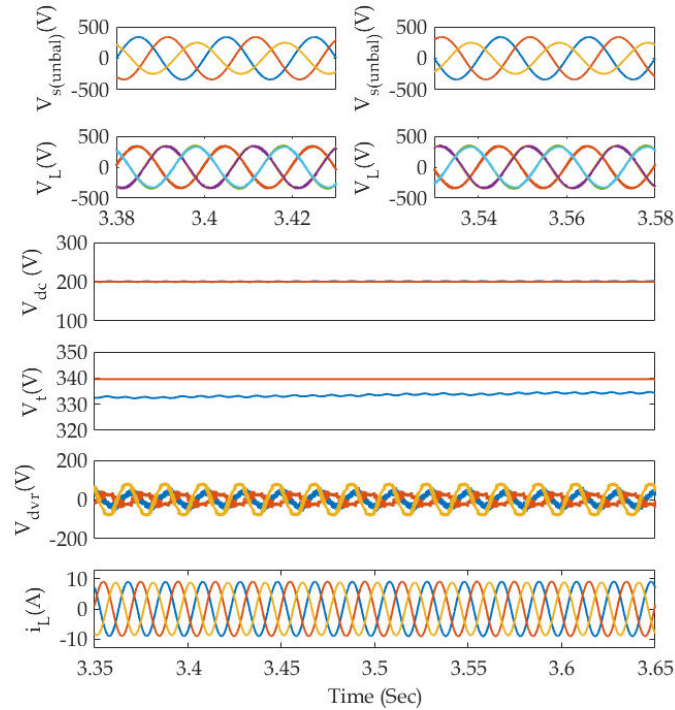 V_s(unbal)(V)
500
0
-500
V_s(unbal)(V)
500
0
-500
V_L(V)
500
0
-500
3.38 3.4 3.42
V_L(V)
500
0
-500
3.54 3.56 3.58
V_dc (V)
300
200
100
V_t(V)
350
340
330
320
V_dvr(V)
200
0
-200
i_L(A)
10
0
-10
3.35 3.4 3.45 3.5 3.55 3.6 3.65
Time (Sec)